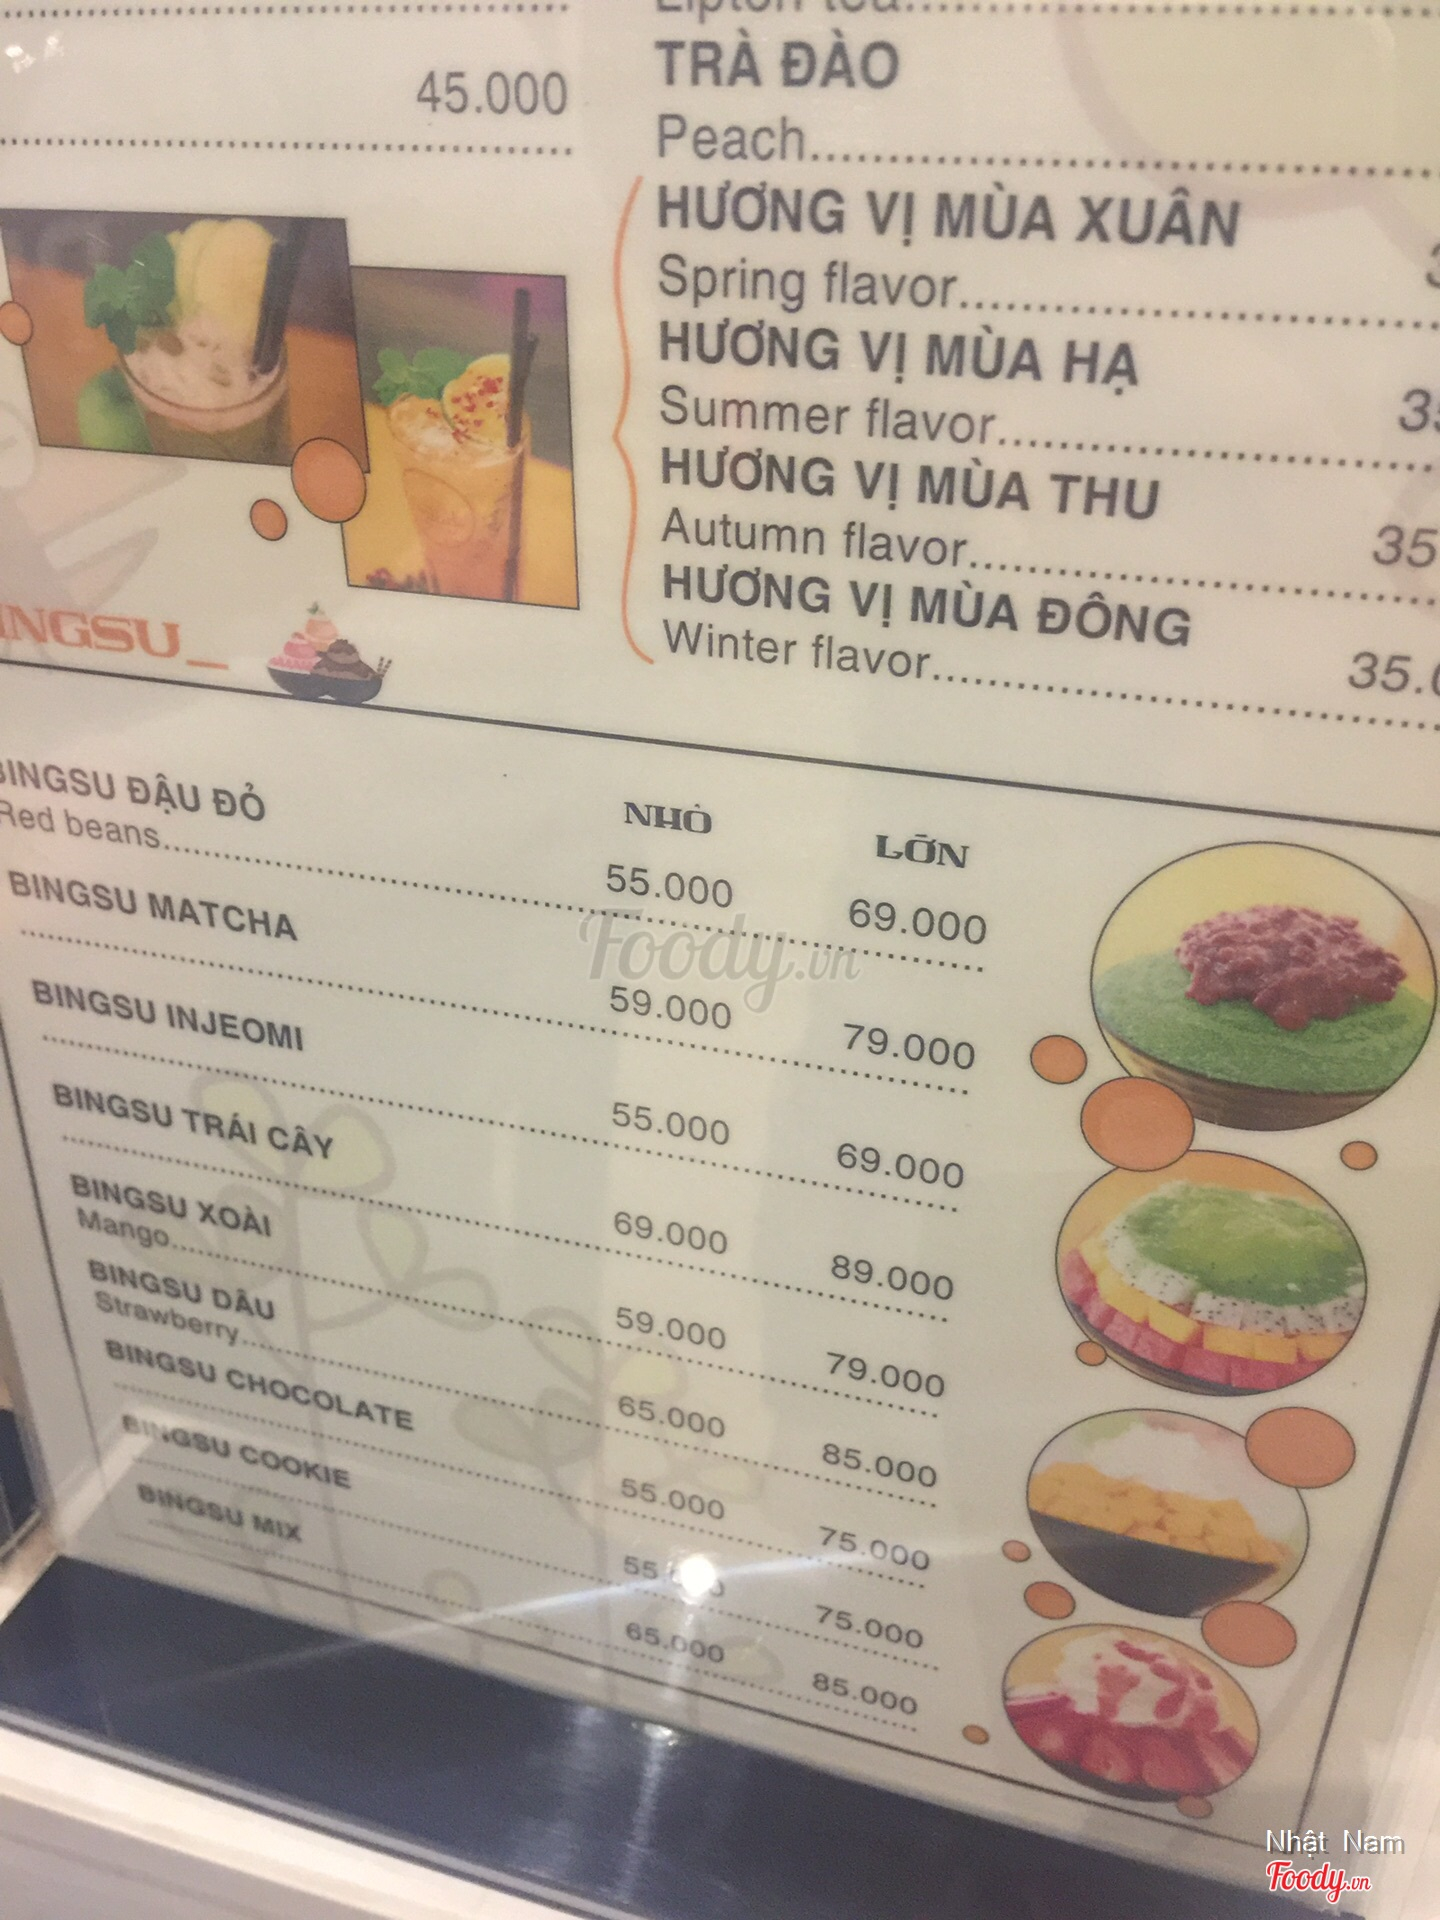 45.000
TRÀ ĐÀO
Peach
HƯƠNG VỊ MÙA XUÂN
Spring flavor
HƯƠNG VỊ MÙA HẠ
Summer flavor
HƯƠNG VỊ MÙA THU
Autumn flavor 35
HƯƠNG VỊ MÙA ĐÔNG
Winter flavor 35.0
INGSU_
NHỎ LỚN
BINGSU ĐẬU ĐỎ
Red beans 55.000 69.000
BINGSU MATCHA
59.000 79.000
BINGSU INJEOMI
55.000 69.000
BINGSU TRÁI CÂY
69.000 89.000
BINGSU XOÀI
Mango 59.000 79.000
BINGSU DÂU
Strawberry 65.000 85.000
BINGSU CHOCOLATE
55.000 75.000
BINGSU COOKIE
75.000
BINGSU MIX
65.000 85.000
Foody.vn
Nhật Nam
Foody.vn